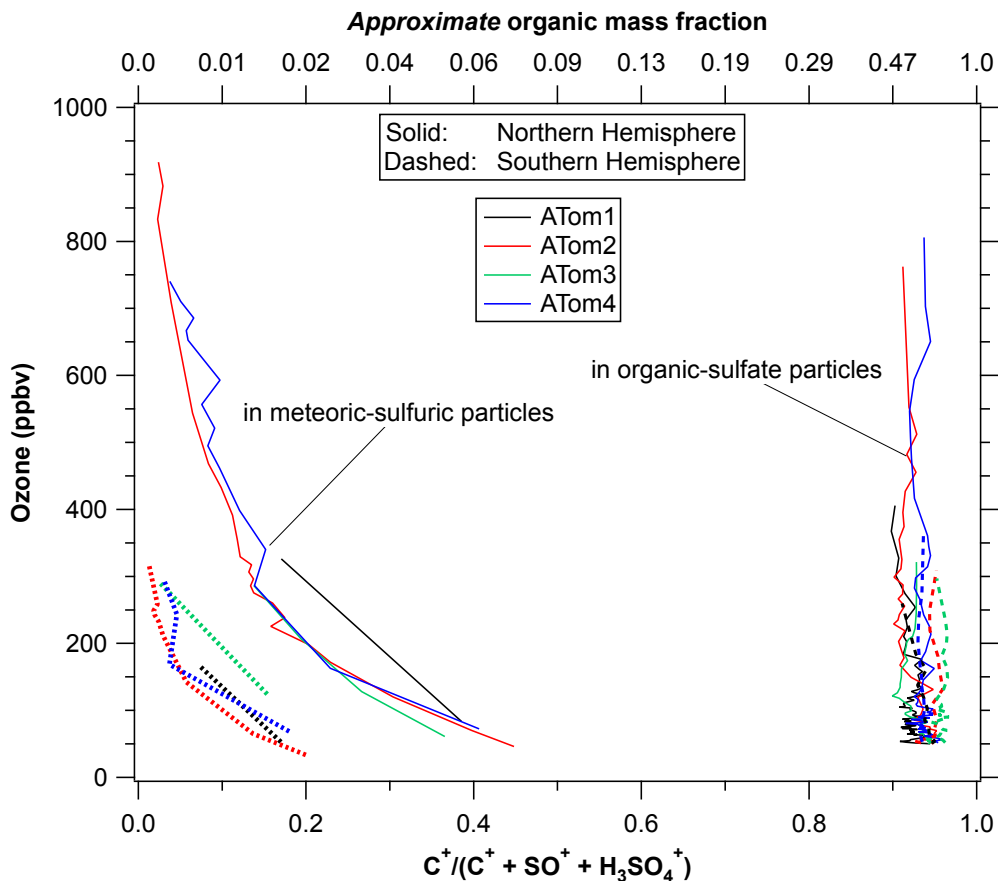 Approximate organic mass fraction
0.0 0.01 0.02 0.04 0.06 0.09 0.13 0.19 0.29 0.47 1.0
1000
800
600
400
200
0
Ozone (ppbv)
Solid: Northern Hemisphere
Dashed: Southern Hemisphere
ATom1
ATom2
ATom3
ATom4
in organic-sulfate particles
in meteoric-sulfuric particles
0.0 0.2 0.4 0.6 0.8 1.0
C⁺/(C⁺ + SO⁺ + H₃SO₄⁺)